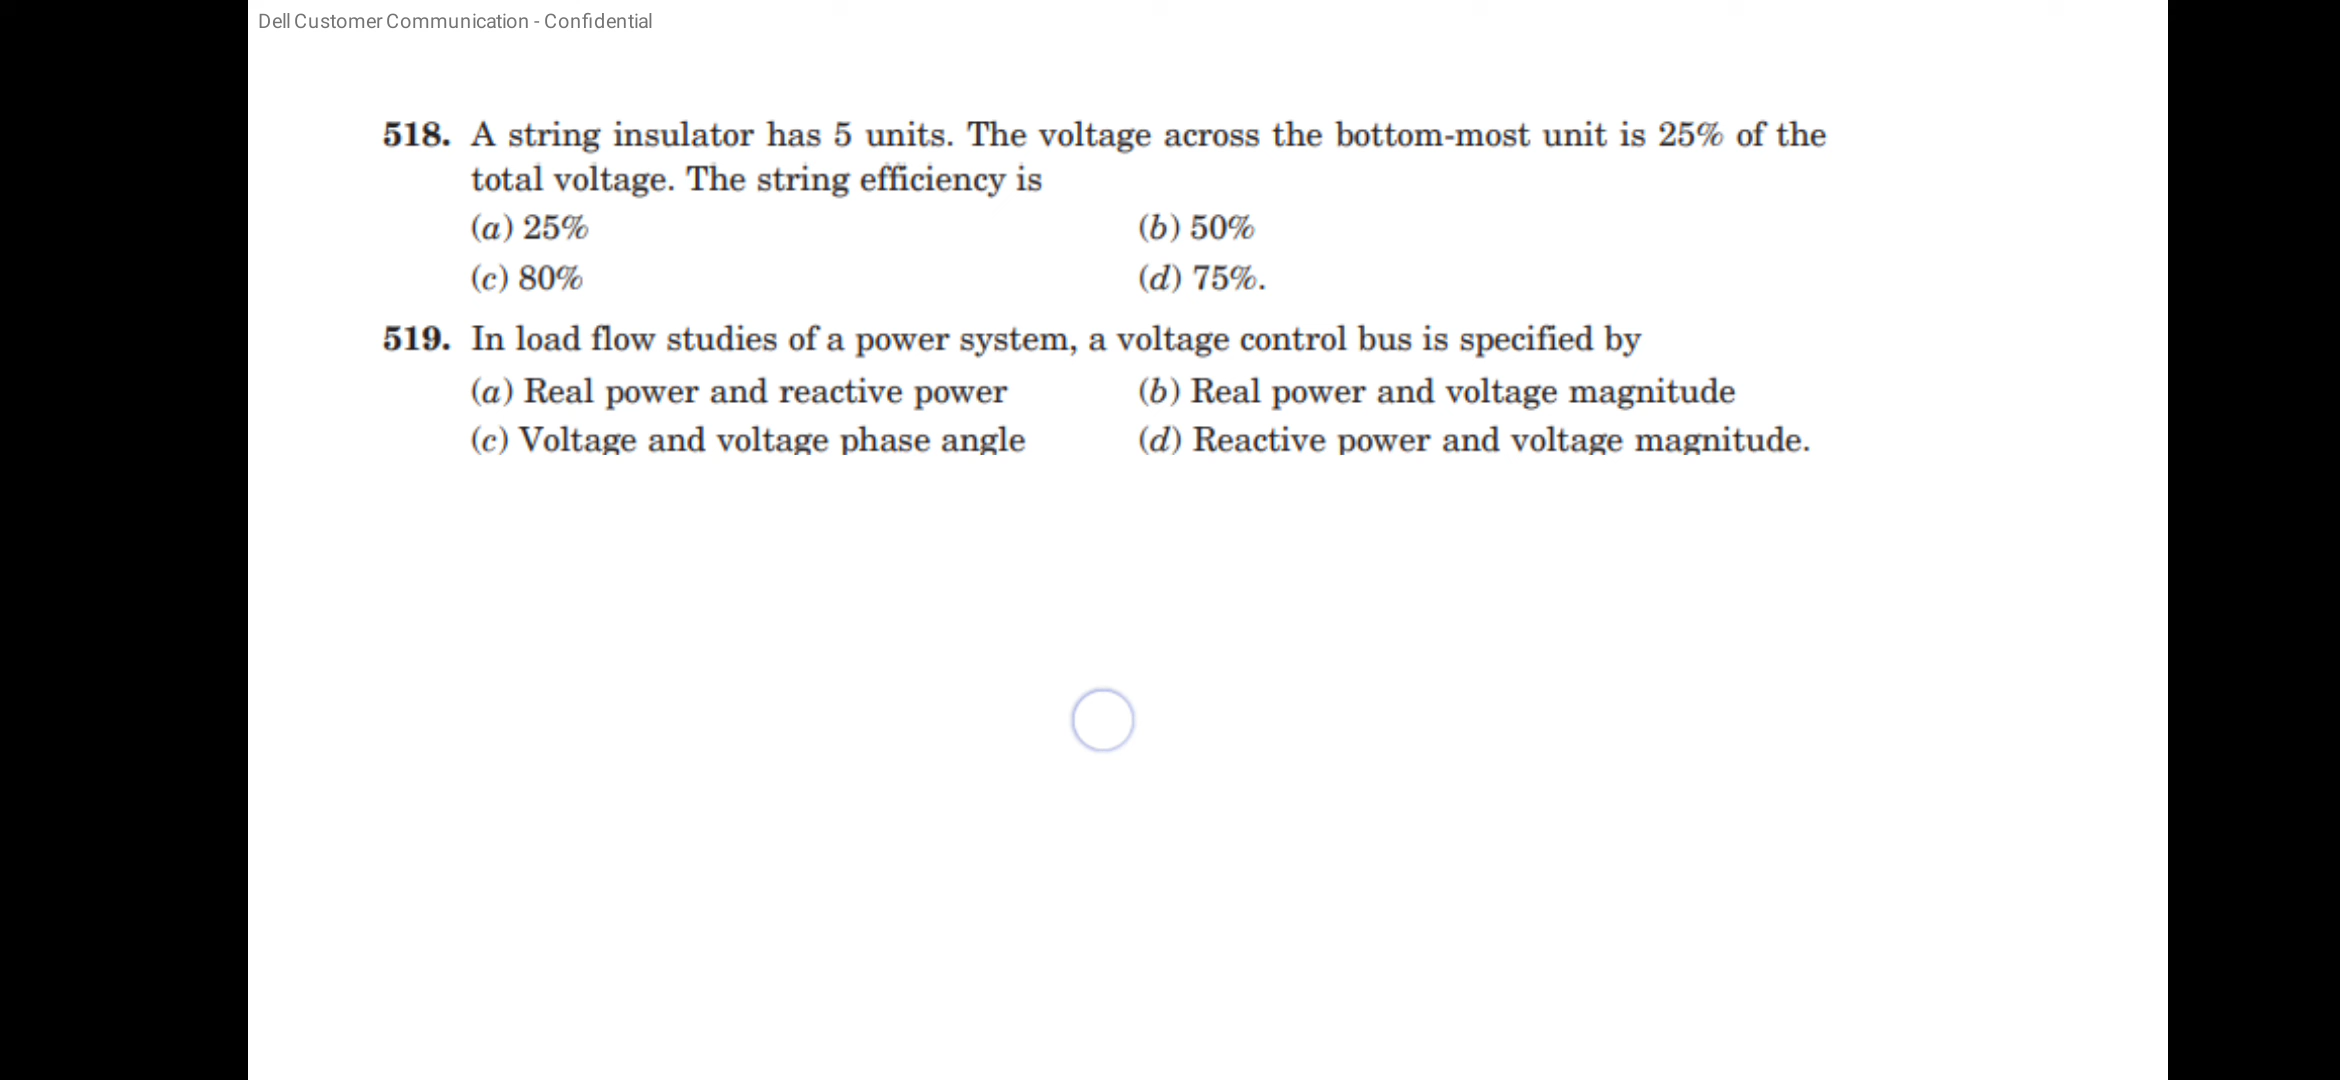 Dell Customer Communication - Confidential
518. A string insulator has 5 units. The voltage across the bottom-most unit is 25% of the
total voltage. The string efficiency is
(a) 25% (b) 50%
(c) 80% (d) 75%.
519. In load flow studies of a power system, a voltage control bus is specified by
(a) Real power and reactive power (b) Real power and voltage magnitude
(c) Voltage and voltage phase angle (d) Reactive power and voltage magnitude.